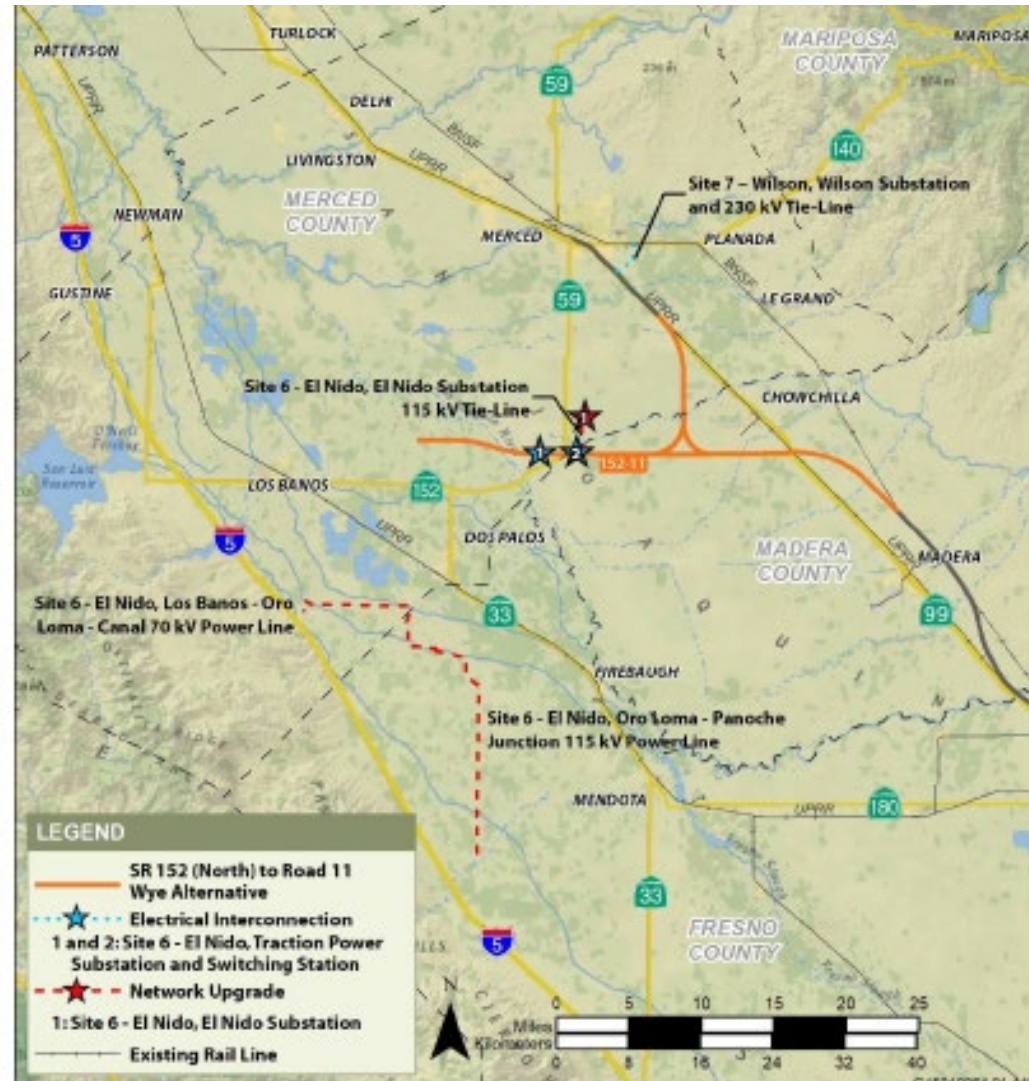 TURLOCK
PATTERSON
MARIPOSA
COUNTY
MARIPOSA
UPRR
59
DELHI
BNSF
140
LIVINGSTON
UPRR
Site 7 – Wilson, Wilson Substation
and 230 kV Tie-Line
MERCED
COUNTY
NEWMAN
5
MERCED
PLANADA
BNSF
GUSTINE
59
UPRR
LE GRAND
Site 6 - El Nido, El Nido Substation
115 kV Tie-Line
CHOWCHILLA
1
1
2
152-11
San Luis
Reservoir
LOS BANOS
152
5
UPRR
DOS PALOS
MADERA
COUNTY
UPRR
MADERA
Site 6 - El Nido, Los Banos - Oro
Loma - Canal 70 kV Power Line
33
99
FIREBAUGH
Site 6 - El Nido, Oro Loma - Panoche
Junction 115 kV Power Line
MENDOTA
UPRR
180
LEGEND
SR 152 (North) to Road 11
Wye Alternative
Electrical Interconnection
1 and 2: Site 6 - El Nido, Traction Power
Substation and Switching Station
Network Upgrade
1: Site 6 - El Nido, El Nido Substation
Existing Rail Line
33
FRESNO
COUNTY
5
N
0 5 10 15 20 25
Miles
Kilometers
0 8 16 24 32 40